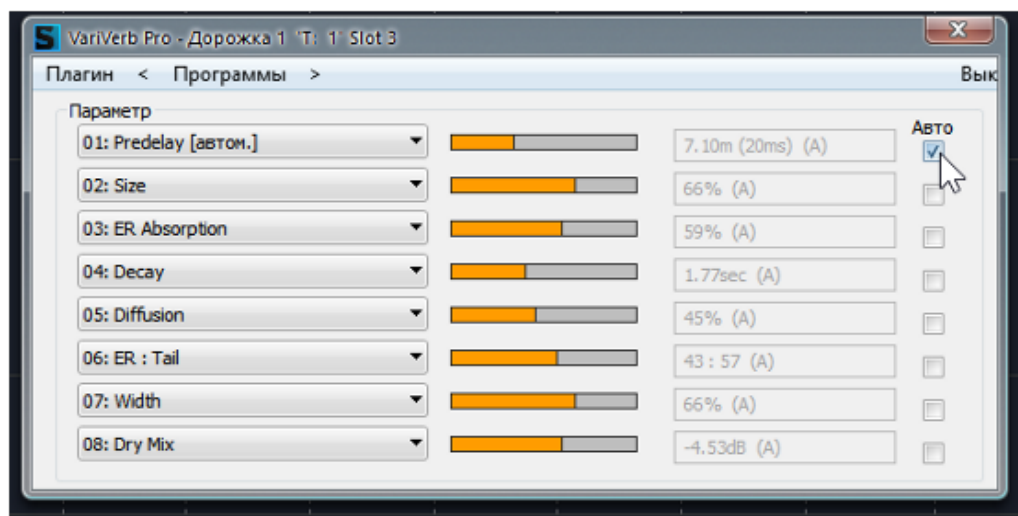 S VariVerb Pro - Дорожка 1 'T: 1' Slot 3
Плагин < Программы > Вык
Параметр
Авто
01: Predelay [автом.] 7.10m (20ms) (A)
02: Size 66% (A)
03: ER Absorption 59% (A)
04: Decay 1.77sec (A)
05: Diffusion 45% (A)
06: ER : Tail 43 : 57 (A)
07: Width 66% (A)
08: Dry Mix -4.53dB (A)